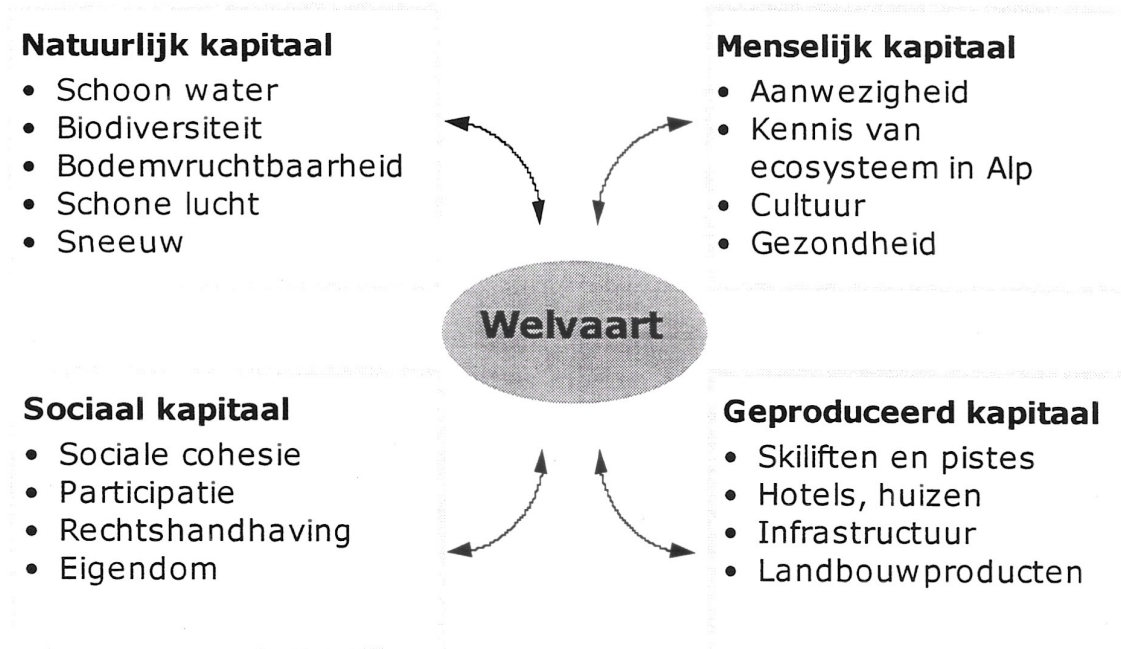 Natuurlijk kapitaal
• Schoon water
• Biodiversiteit
• Bodemvruchtbaarheid
• Schone lucht
• Sneeuw
Menselijk kapitaal
• Aanwezigheid
• Kennis van
ecosysteem in Alp
• Cultuur
• Gezondheid
Welvaart
Sociaal kapitaal
• Sociale cohesie
• Participatie
• Rechtshandhaving
• Eigendom
Geproduceerd kapitaal
• Skiliften en pistes
• Hotels, huizen
• Infrastructuur
• Landbouwproducten